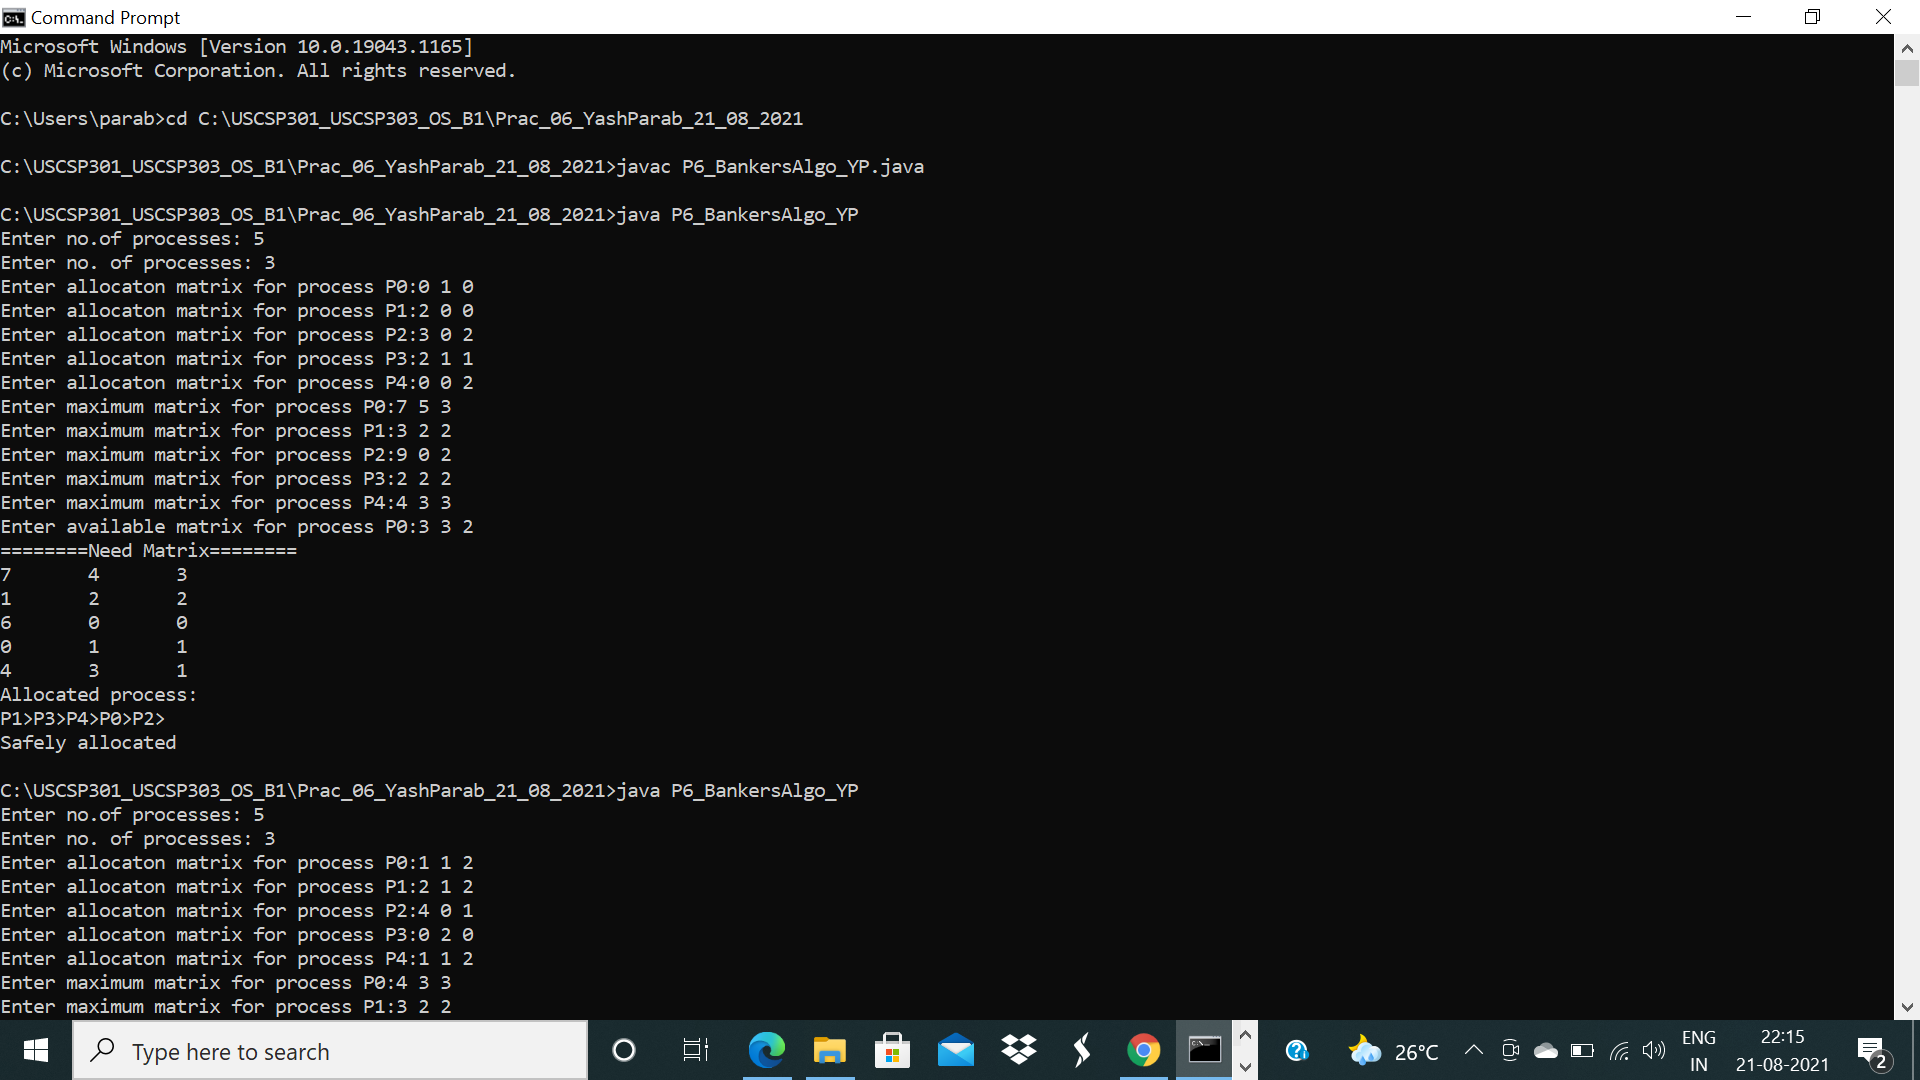 Command Prompt
Microsoft Windows [Version 10.0.19043.1165]
(c) Microsoft Corporation. All rights reserved.
C:\Users\parab>cd C:\USCSP301_USCSP303_OS_B1\Prac_06_YashParab_21_08_2021
C:\USCSP301_USCSP303_OS_B1\Prac_06_YashParab_21_08_2021>javac P6_BankersAlgo_YP.java
C:\USCSP301_USCSP303_OS_B1\Prac_06_YashParab_21_08_2021>java P6_BankersAlgo_YP
Enter no.of processes: 5
Enter no. of processes: 3
Enter allocaton matrix for process P0:0 1 0
Enter allocaton matrix for process P1:2 0 0
Enter allocaton matrix for process P2:3 0 2
Enter allocaton matrix for process P3:2 1 1
Enter allocaton matrix for process P4:0 0 2
Enter maximum matrix for process P0:7 5 3
Enter maximum matrix for process P1:3 2 2
Enter maximum matrix for process P2:9 0 2
Enter maximum matrix for process P3:2 2 2
Enter maximum matrix for process P4:4 3 3
Enter available matrix for process P0:3 3 2
========Need Matrix========
7 4 3
1 2 2
6 0 0
0 1 1
4 3 1
Allocated process:
P1>P3>P4>P0>P2>
Safely allocated
C:\USCSP301_USCSP303_OS_B1\Prac_06_YashParab_21_08_2021>java P6_BankersAlgo_YP
Enter no.of processes: 5
Enter no. of processes: 3
Enter allocaton matrix for process P0:1 1 2
Enter allocaton matrix for process P1:2 1 2
Enter allocaton matrix for process P2:4 0 1
Enter allocaton matrix for process P3:0 2 0
Enter allocaton matrix for process P4:1 1 2
Enter maximum matrix for process P0:4 3 3
Enter maximum matrix for process P1:3 2 2
Type here to search
26°C
ENG
IN
22:15
21-08-2021
2